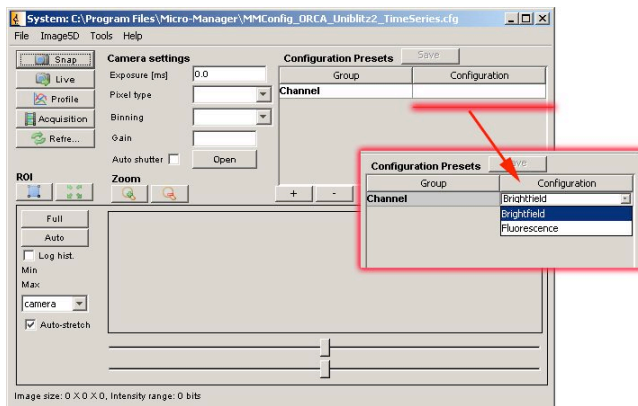 System: C:\Program Files\Micro-Manager\MMConfig_ORCA_Uniblitz2_TimeSeries.cfg
File Image5D Tools Help
Snap
Live
Profile
Acquisition
Refre...
Camera settings
Exposure [ms] 0.0
Pixel type
Binning
Gain
Auto shutter Open
Configuration Presets Save
Group Configuration
Channel
+ -
ROI
Zoom
Configuration Presets
Group Configuration
Channel Brightfield
Brightfield
Fluorescence
Full
Auto
Log hist.
Min
Max
camera
Auto-stretch
Image size: 0 X 0 X 0, Intensity range: 0 bits